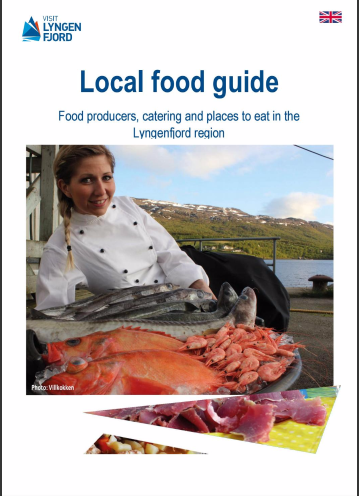 VISIT
LYNGEN
FJORD
Local food guide
Food producers, catering and places to eat in the
Lyngenfjord region
Photo: Villkokken